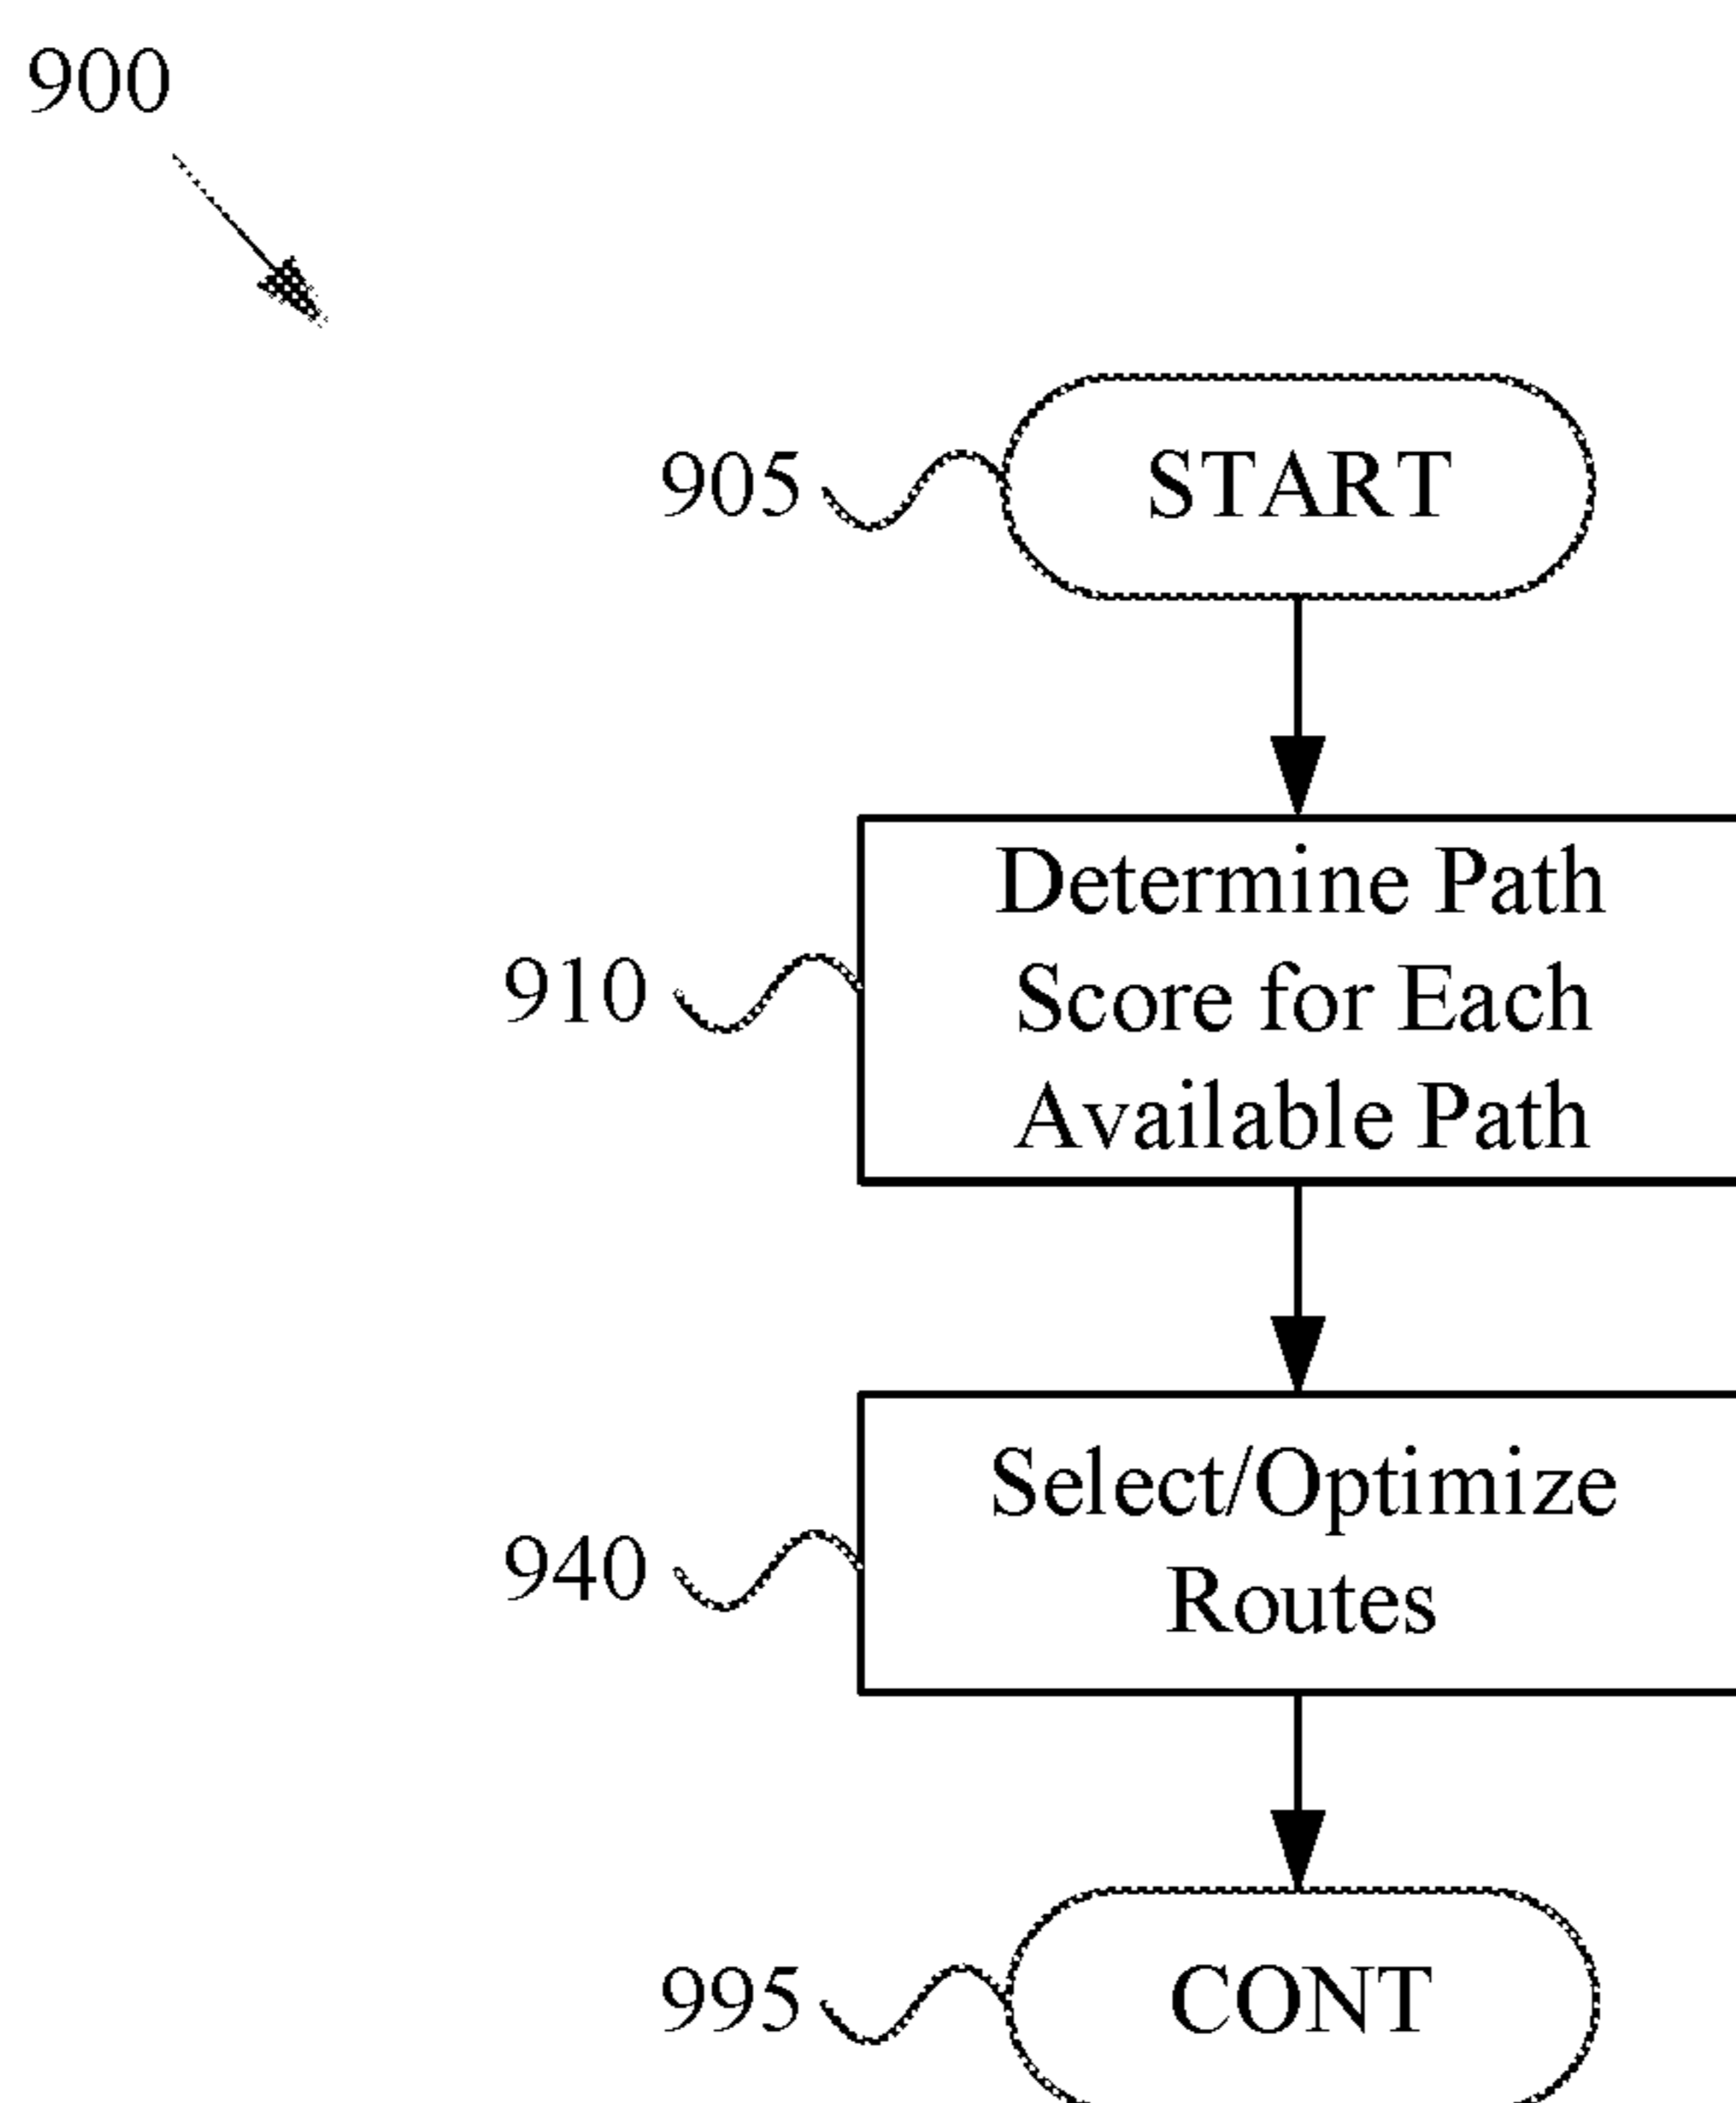 900
905
START
910
Determine Path
Score for Each
Available Path
940
Select/Optimize
Routes
995
CONT